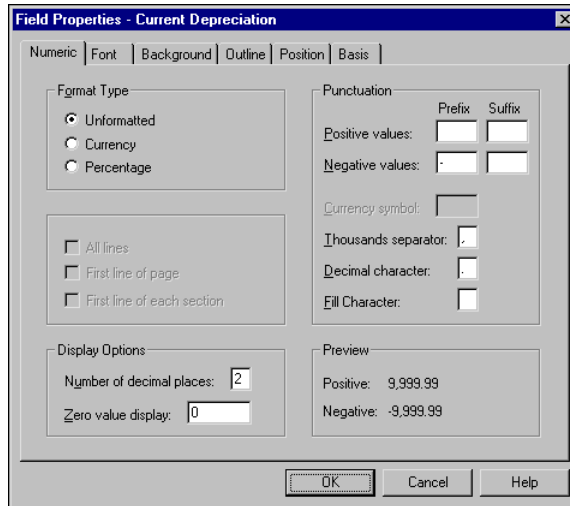 Field Properties - Current Depreciation
Numeric Font Background Outline Position Basis
Format Type
Unformatted
Currency
Percentage
All lines
First line of page
First line of each section
Display Options
Number of decimal places: 2
Zero value display: 0
Punctuation
Prefix Suffix
Positive values:
Negative values: -
Currency symbol:
Thousands separator: ,
Decimal character: .
Fill Character:
Preview
Positive: 9,999.99
Negative: -9,999.99
OK Cancel Help